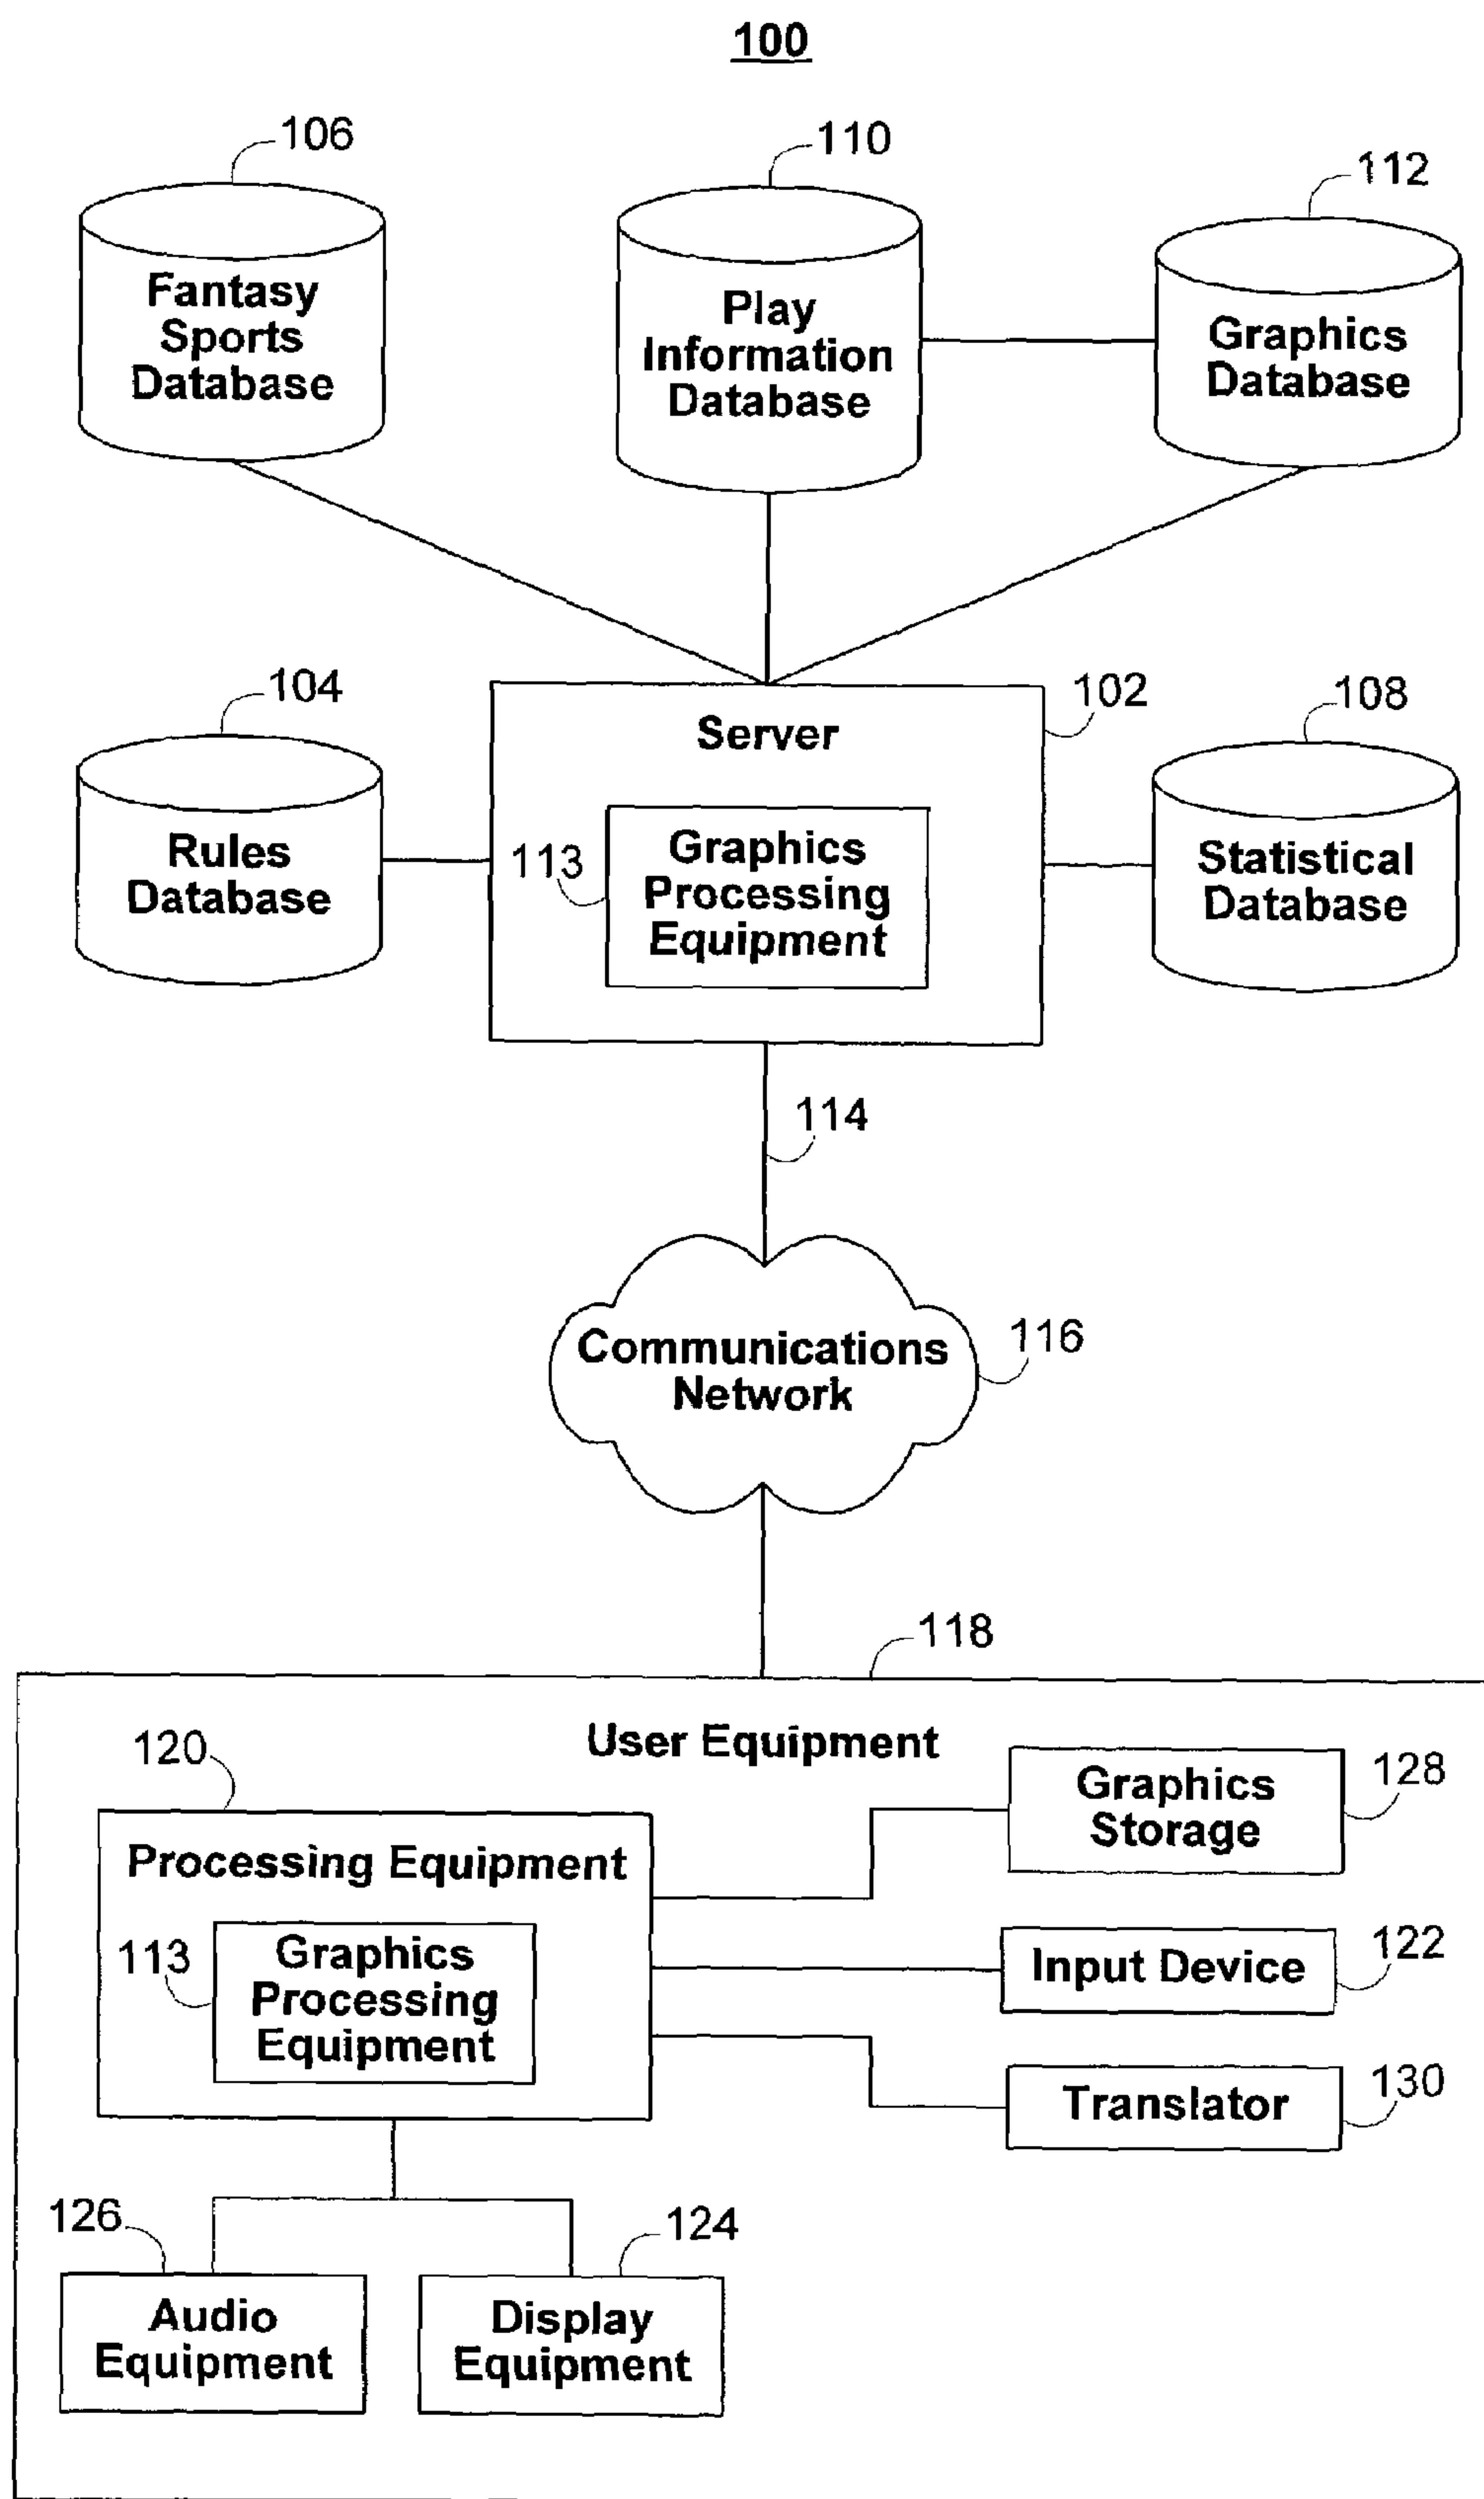 100
106
110
112
Fantasy
Sports
Database
Play
Information
Database
Graphics
Database
104
102
108
Server
Rules
Database
113
Graphics
Processing
Equipment
Statistical
Database
114
Communications
Network
116
118
User Equipment
120
Processing Equipment
113
Graphics
Processing
Equipment
Graphics
Storage
128
Input Device
122
Translator
130
126
124
Audio
Equipment
Display
Equipment